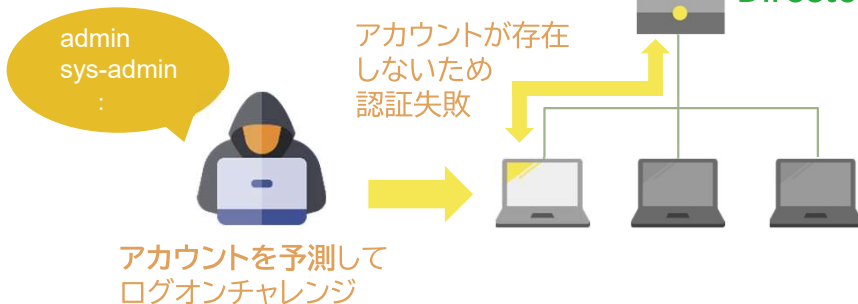 admin
sys-admin
:
アカウントが存在
しないため
認証失敗
アカウントを予測して
ログオンチャレンジ